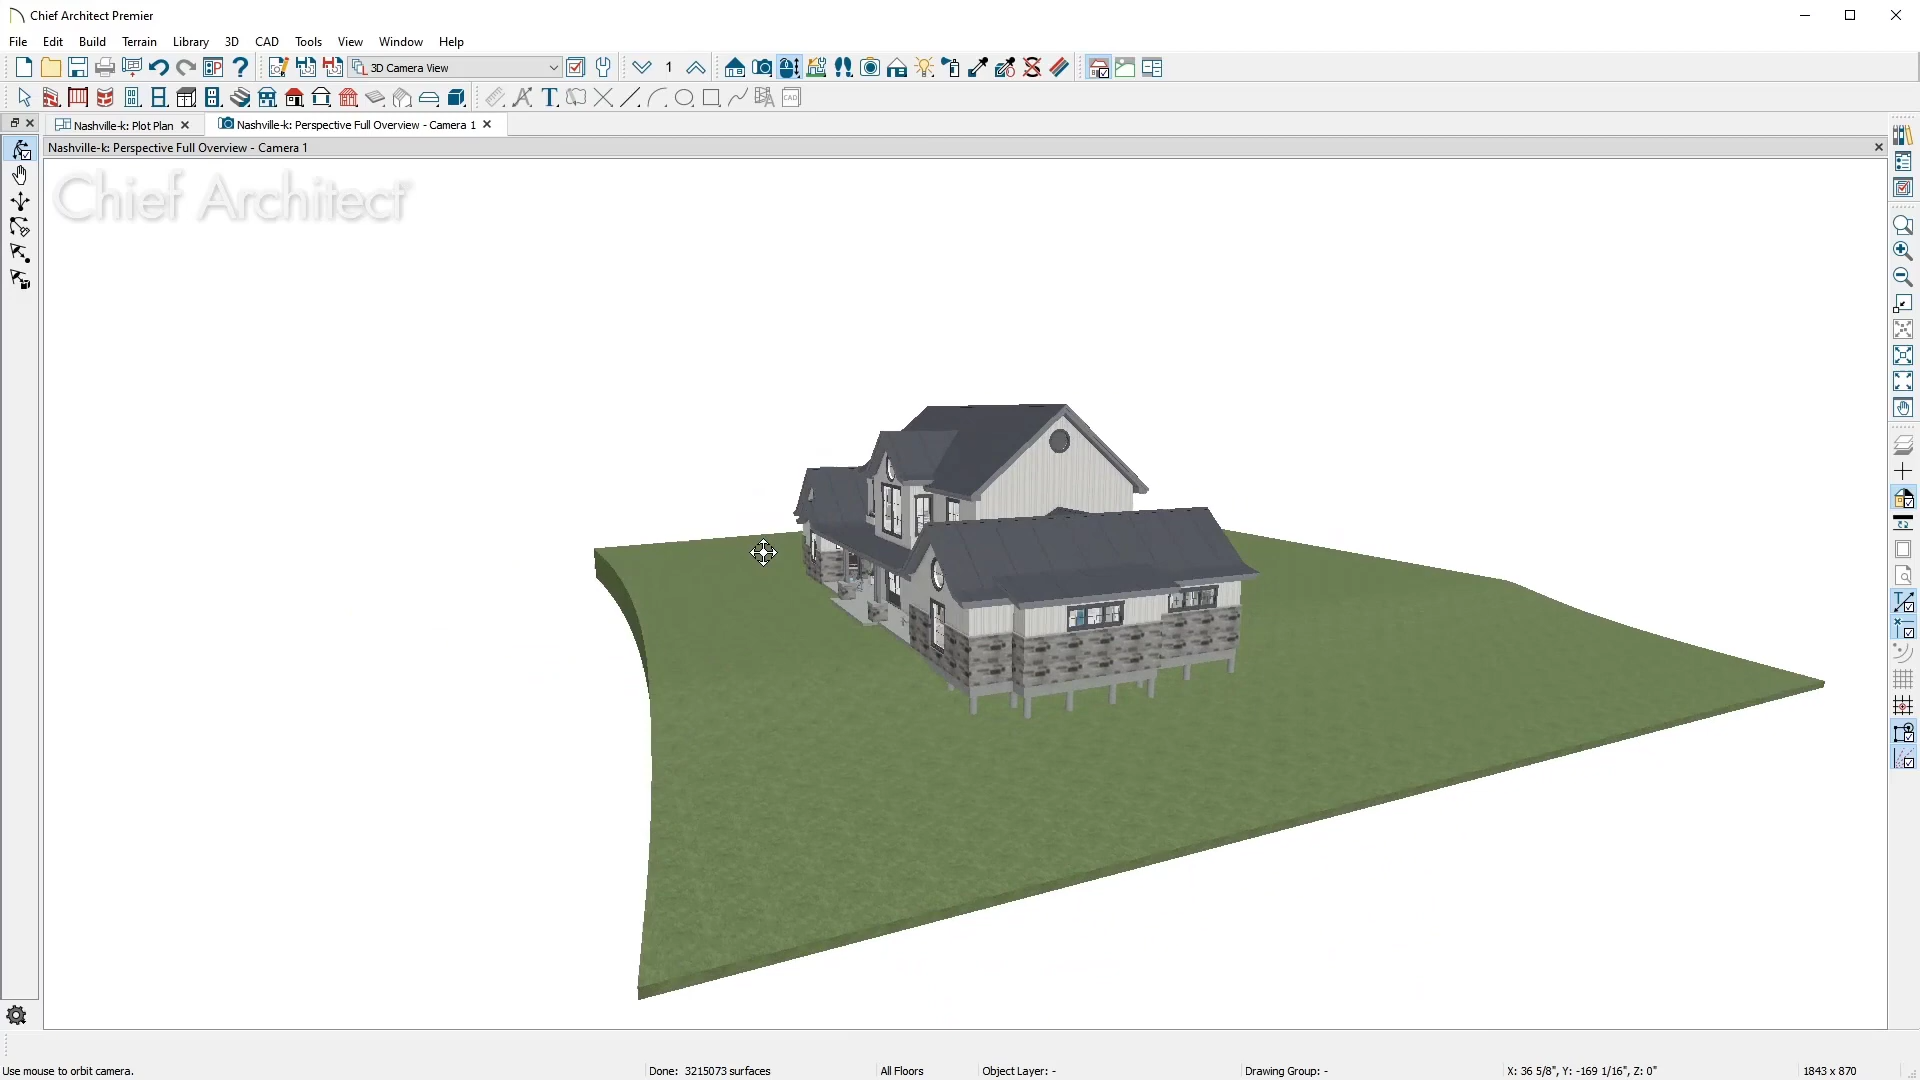 Chief Architect Premier
File Edit Build Terrain Library 3D CAD Tools View Window Help
3D Camera View 1
CAD
Nashville-k: Plot Plan Nashville-k: Perspective Full Overview - Camera 1
Nashville-k: Perspective Full Overview - Camera 1
Chief Architect
Use mouse to orbit camera. Done: 3215073 surfaces All Floors Object Layer: - Drawing Group: - X: 36 5/8", Y: -169 1/16", Z: 0" 1843 x 870